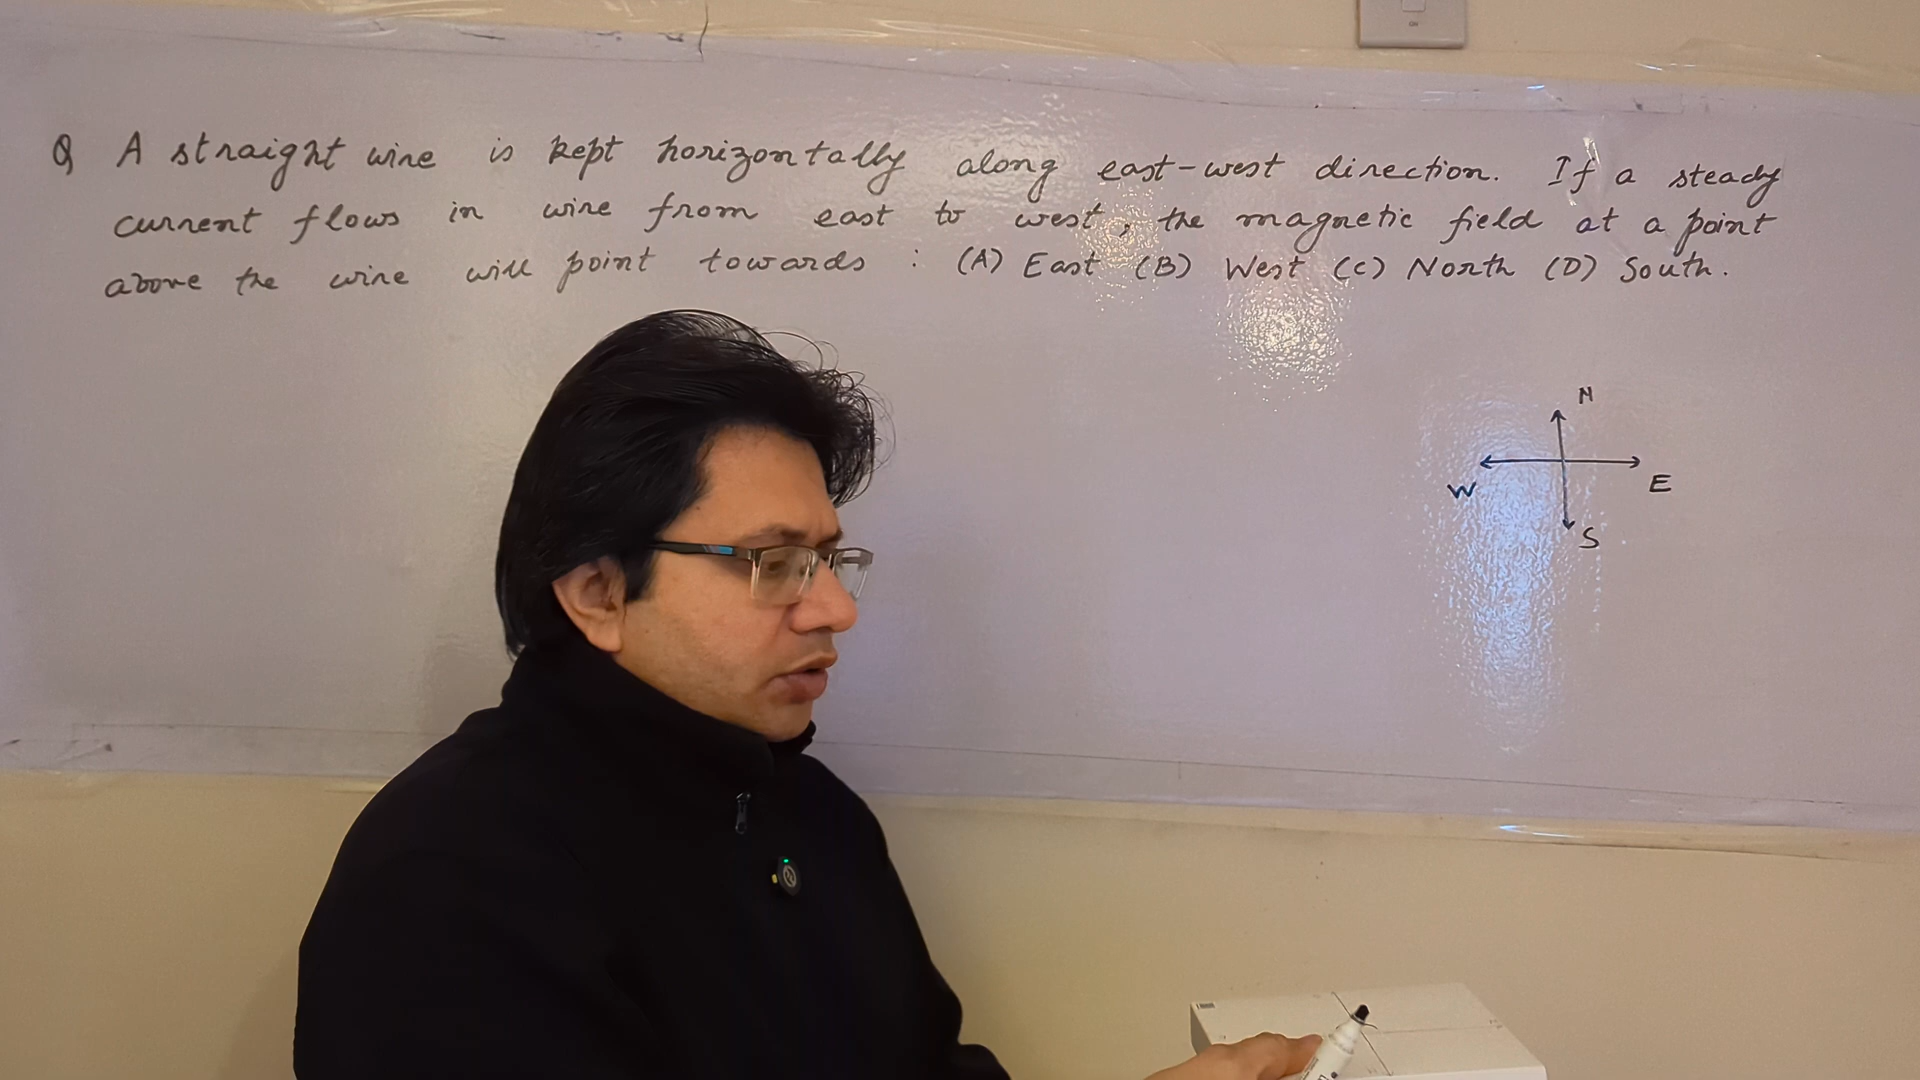 Q A straight wire is kept horizontally along east-west direction. If a steady
current flows in wire from east to west, the magnetic field at a point
above the wire will point towards : (A) East (B) West (C) North (D) South.
N
W E
S